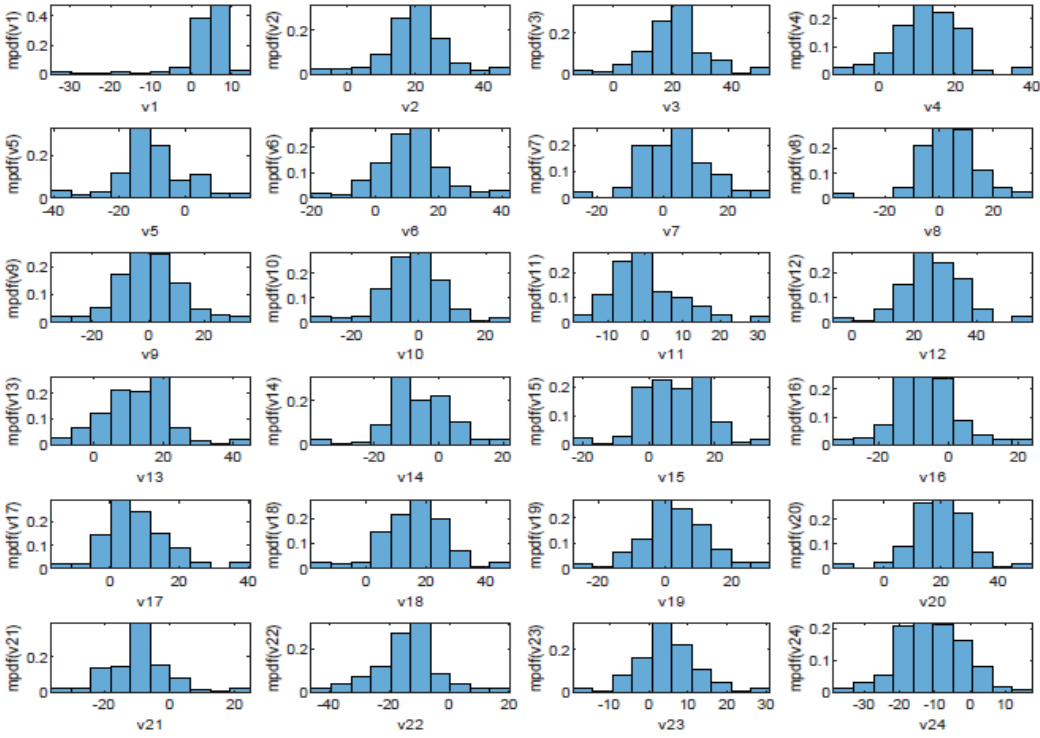 mpdf(v1)
0.4
0.2
0
-30 -20 -10 0 10
v1
mpdf(v2)
0.2
0
0 20 40
v2
mpdf(v3)
0.2
0
0 20 40
v3
mpdf(v4)
0.2
0.1
0
0 20 40
v4
mpdf(v5)
0.2
0
-40 -20 0
v5
mpdf(v6)
0.2
0.1
0
-20 0 20 40
v6
mpdf(v7)
0.2
0.1
0
-20 0 20
v7
mpdf(v8)
0.2
0.1
0
-20 0 20
v8
mpdf(v9)
0.2
0.1
0
-20 0 20
v9
mpdf(v10)
0.2
0.1
0
-20 0 20
v10
mpdf(v11)
0.2
0.1
0
-10 0 10 20 30
v11
mpdf(v12)
0.2
0.1
0
0 20 40
v12
mpdf(v13)
0.2
0.1
0
0 20 40
v13
mpdf(v14)
0.2
0
-20 0 20
v14
mpdf(v15)
0.2
0.1
0
-20 0 20
v15
mpdf(v16)
0.2
0.1
0
-20 0 20
v16
mpdf(v17)
0.2
0.1
0
0 20 40
v17
mpdf(v18)
0.2
0.1
0
0 20 40
v18
mpdf(v19)
0.2
0.1
0
-20 0 20
v19
mpdf(v20)
0.2
0.1
0
0 20 40
v20
mpdf(v21)
0.2
0
-20 0 20
v21
mpdf(v22)
0.2
0
-40 -20 0 20
v22
mpdf(v23)
0.2
0
-10 0 10 20 30
v23
mpdf(v24)
0.2
0.1
0
-30 -20 -10 0 10
v24